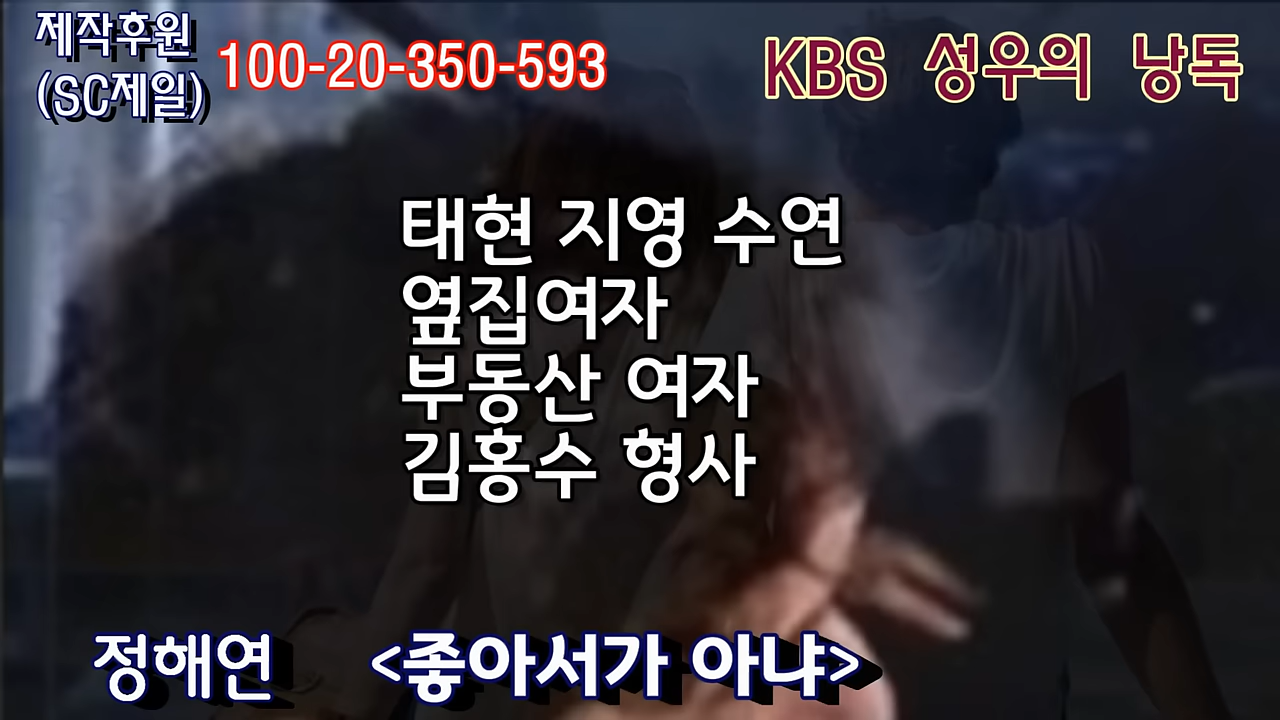 제작후원
(SC제일)
100-20-350-593
KBS 성우의 낭독
태현 지영 수연
옆집여자
부동산 여자
김홍수 형사
정해연 <좋아서가 아냐>